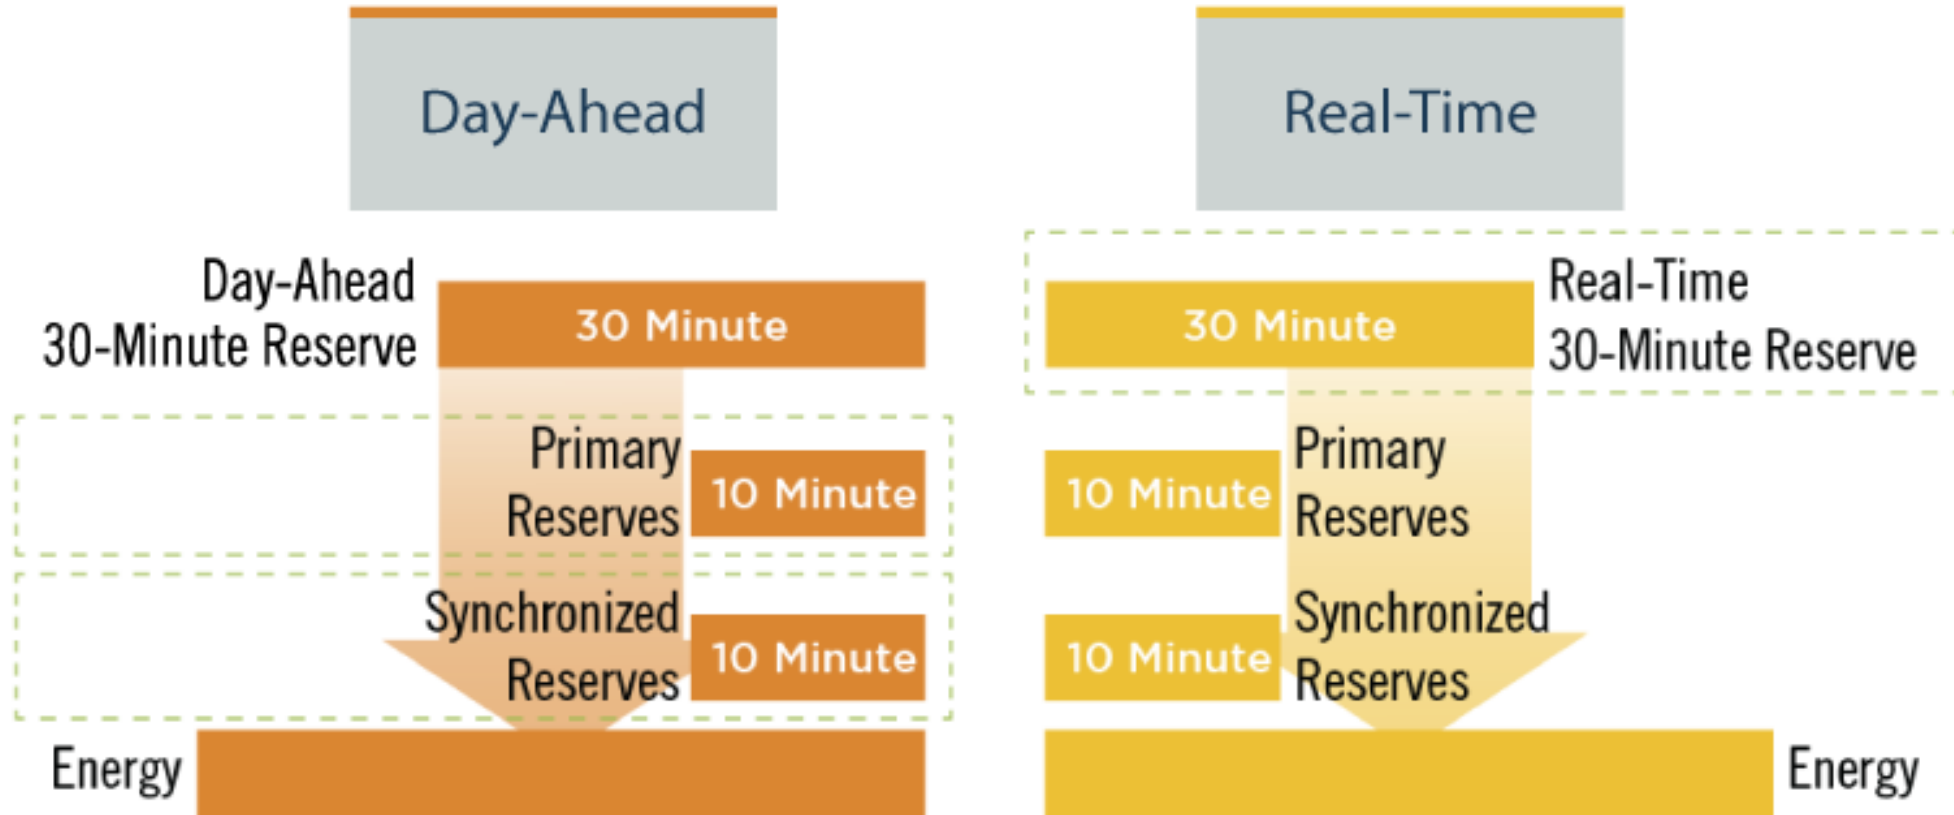 Day-Ahead
Real-Time
Day-Ahead
30-Minute Reserve
30 Minute
30 Minute
Real-Time
30-Minute Reserve
Primary
Reserves
10 Minute
10 Minute
Primary
Reserves
Synchronized
Reserves
10 Minute
10 Minute
Synchronized
Reserves
Energy
Energy